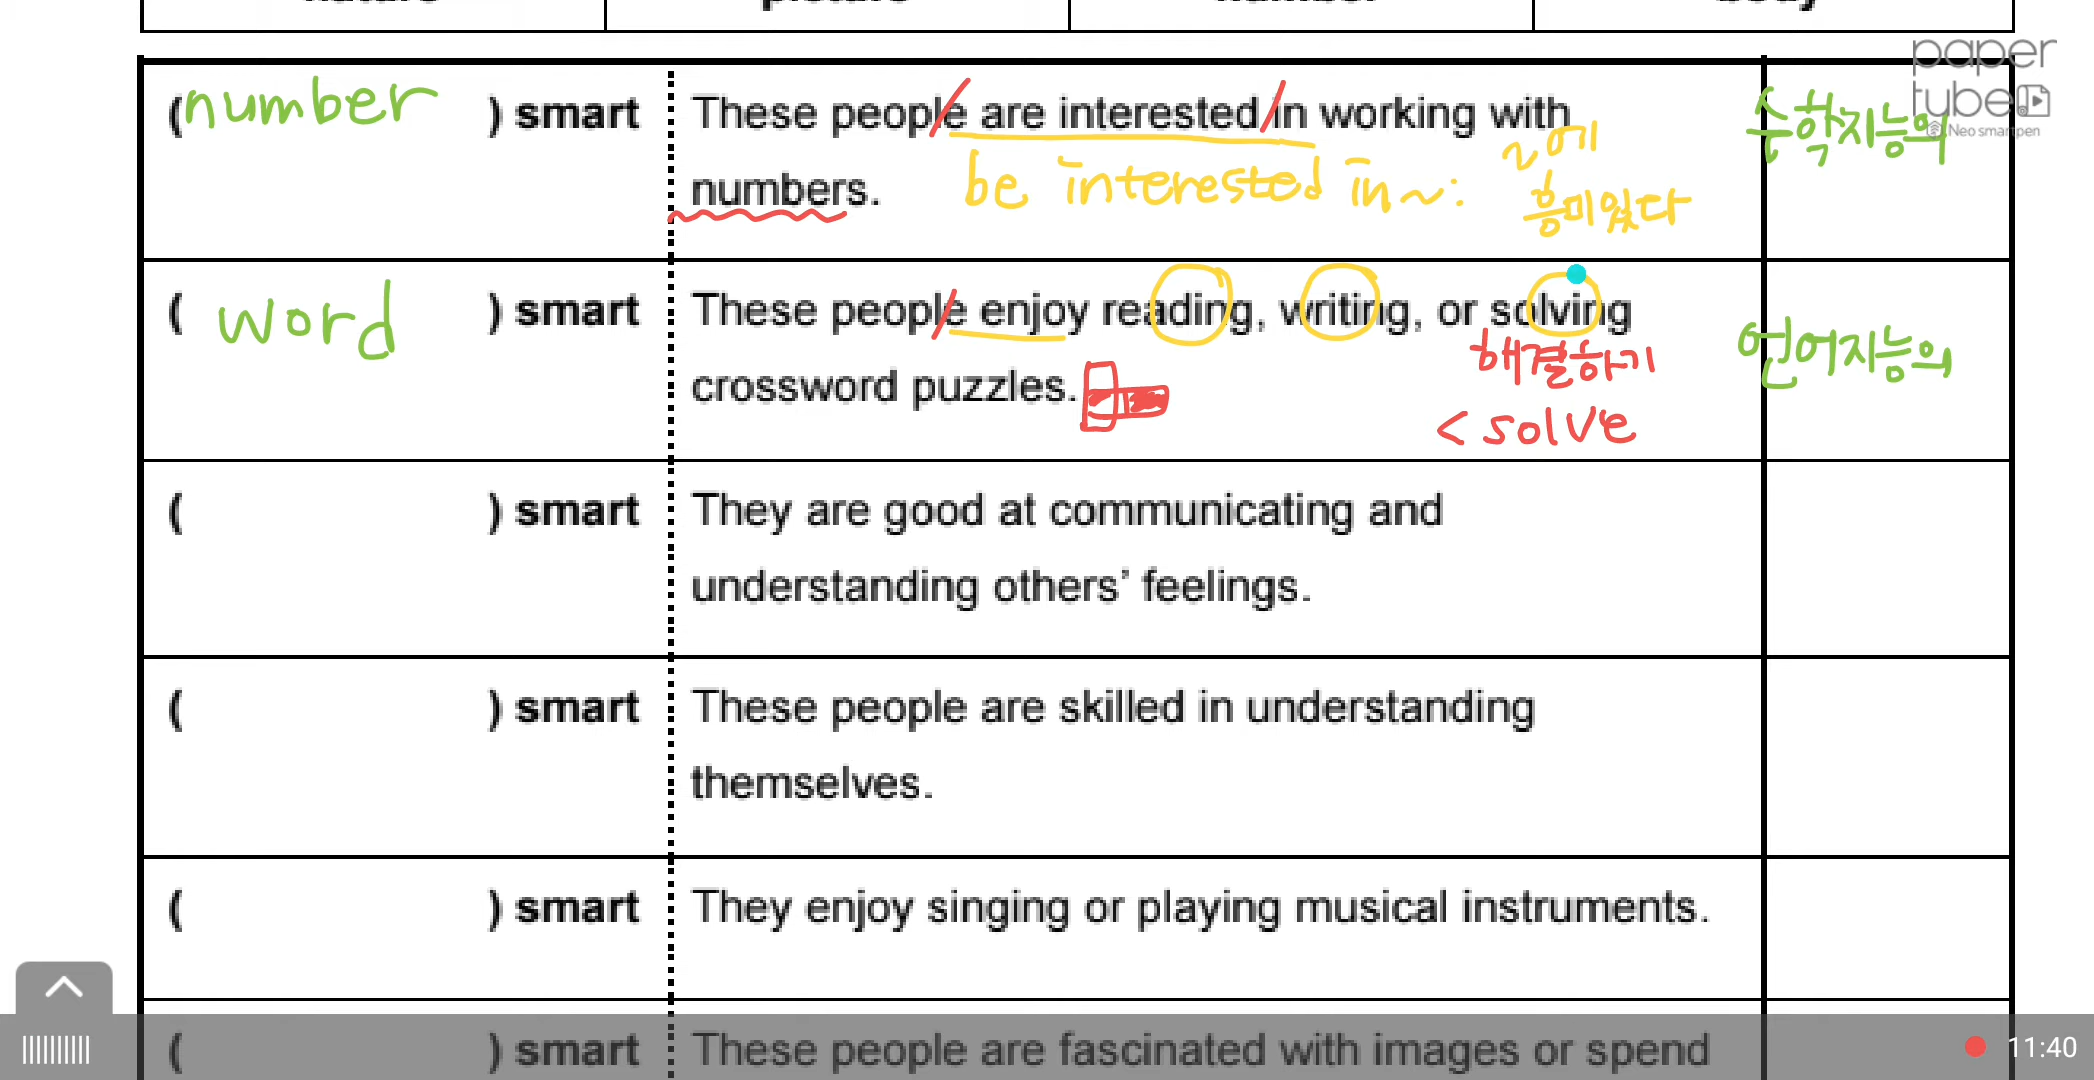 nature picture number body
paper
tube
Neo smartpen
(number ) smart These people are interested in working with 수학지능의
~에
numbers. be interested in~: 흥미있다
( word ) smart These people enjoy reading, writing, or solving 언어지능의
crossword puzzles. 해결하기
< solve
( ) smart They are good at communicating and
understanding others’ feelings.
( ) smart These people are skilled in understanding
themselves.
( ) smart They enjoy singing or playing musical instruments.
( ) smart These people are fascinated with images or spend
11:40